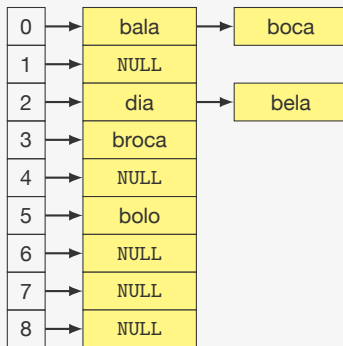 0 bala boca
1 NULL
2 dia bela
3 broca
4 NULL
5 bolo
6 NULL
7 NULL
8 NULL